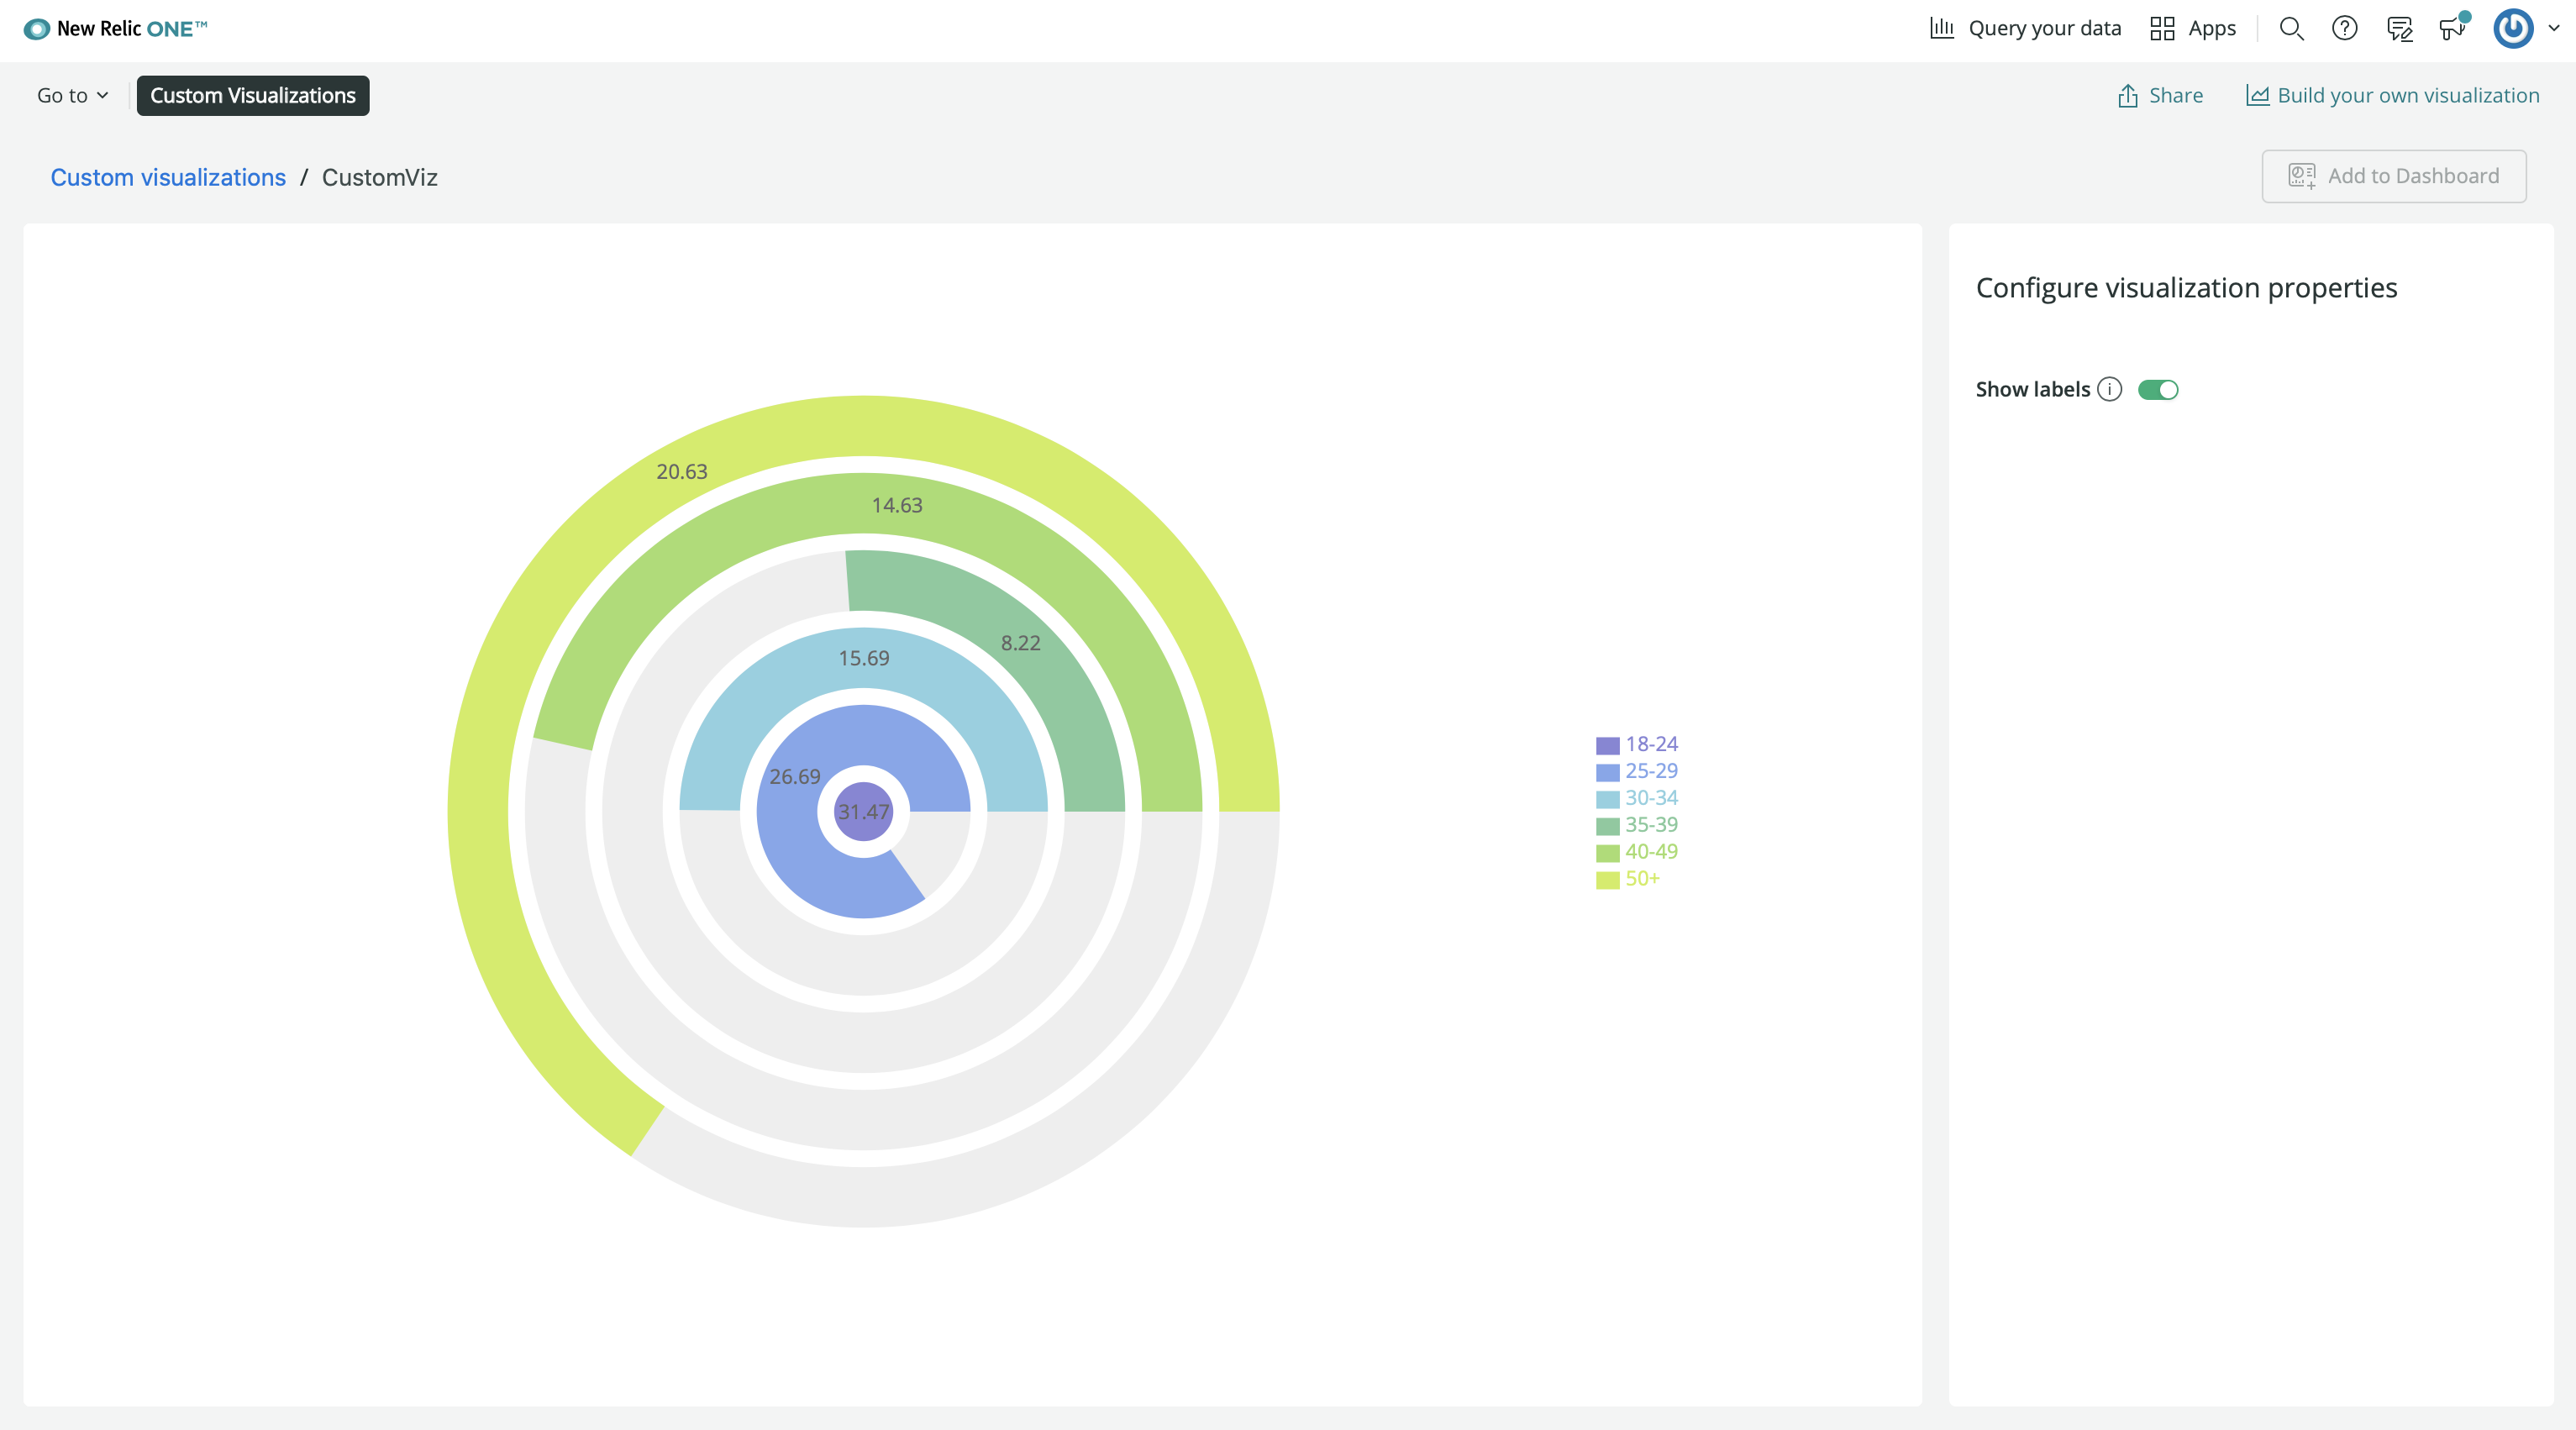 New Relic ONE™
Query your data
Apps
Go to
Custom Visualizations
Share
Build your own visualization
Custom visualizations / CustomViz
Add to Dashboard
Configure visualization properties
Show labels
20.63
14.63
8.22
15.69
26.69
31.47
18-24
25-29
30-34
35-39
40-49
50+